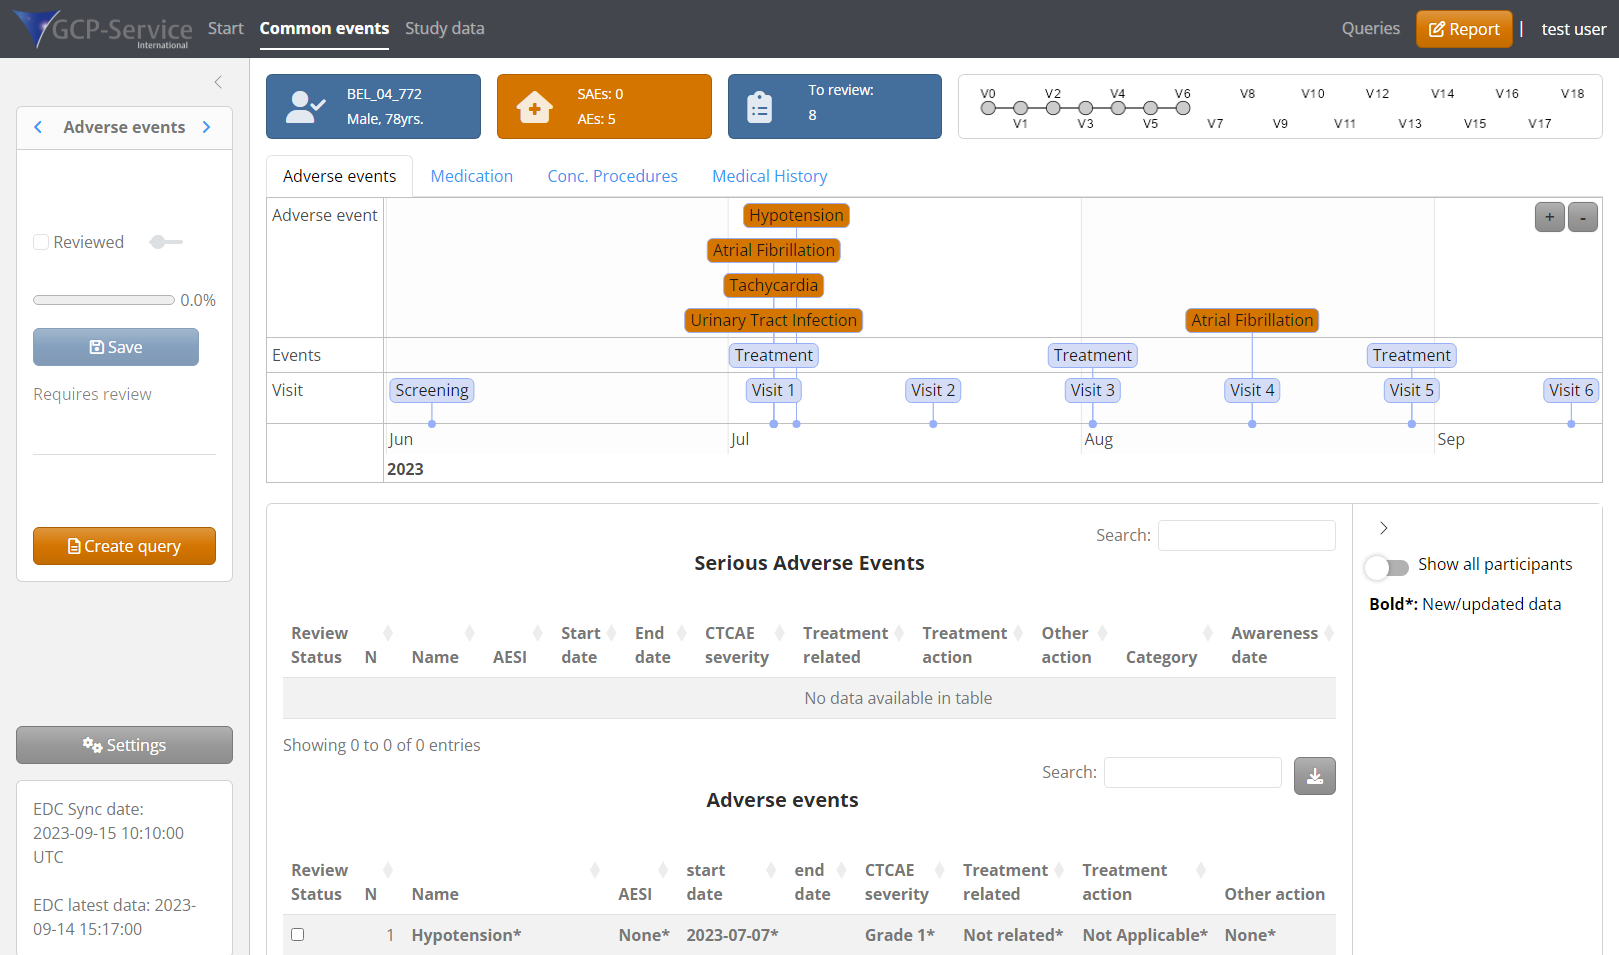 GCP-Service
International
Start
Common events
Study data
Queries
Report
|
test user
Adverse events
Reviewed
0.0%
Save
Requires review
Create query
Settings
EDC Sync date:
2023-09-15 10:10:00
UTC
EDC latest data: 2023-
09-14 15:17:00
BEL_04_772
Male, 78yrs.
SAEs: 0
AEs: 5
To review:
8
V0 V2 V4 V6 V8 V10 V12 V14 V16 V18
V1 V3 V5 V7 V9 V11 V13 V15 V17
Adverse events
Medication
Conc. Procedures
Medical History
Adverse event
+
-
Hypotension
Atrial Fibrillation
Tachycardia
Urinary Tract Infection
Atrial Fibrillation
Events
Treatment
Treatment
Treatment
Visit
Screening
Visit 1
Visit 2
Visit 3
Visit 4
Visit 5
Visit 6
Jun
Jul
Aug
Sep
2023
Search:
Serious Adverse Events
Review Status
N
Name
AESI
Start date
End date
CTCAE severity
Treatment related
Treatment action
Other action
Category
Awareness date
No data available in table
Showing 0 to 0 of 0 entries
Search:
Adverse events
Review Status
N
Name
AESI
start date
end date
CTCAE severity
Treatment related
Treatment action
Other action
1 Hypotension* None* 2023-07-07* Grade 1* Not related* Not Applicable* None*
Show all participants
Bold*: New/updated data